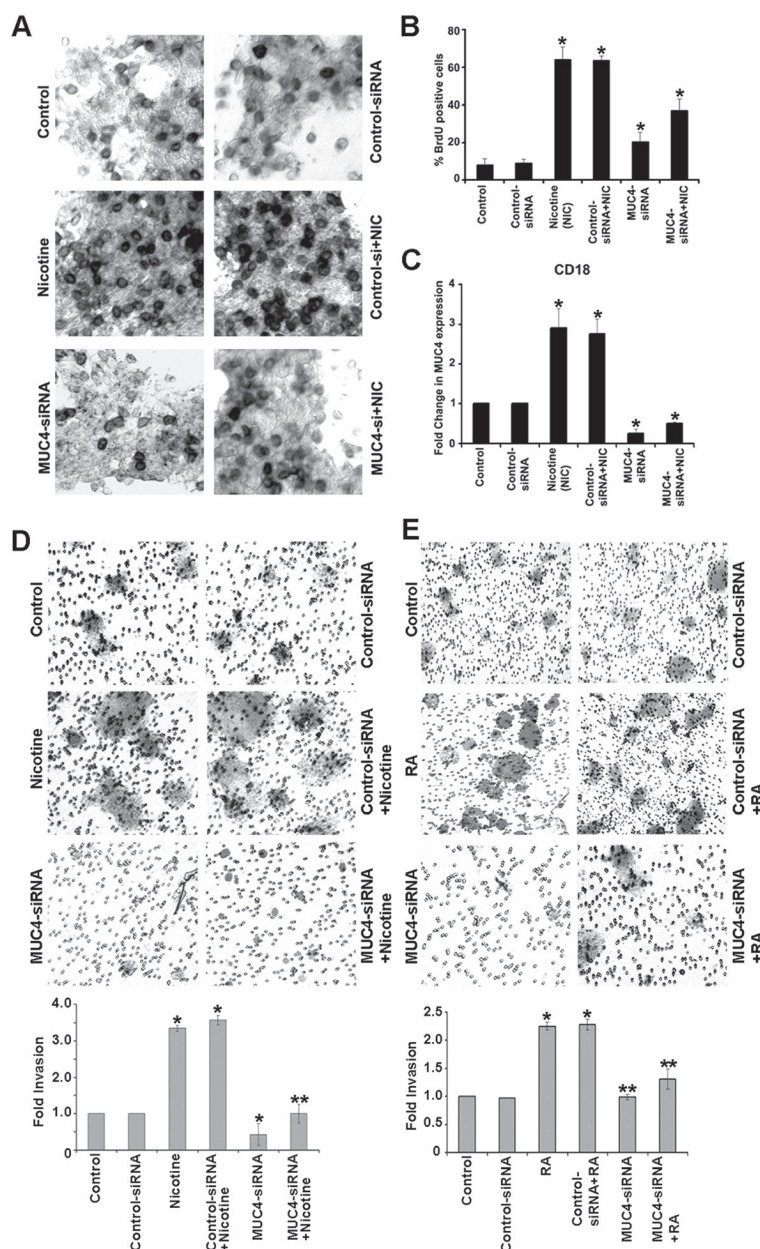 A
Control
Control-siRNA
Nicotine
Control-si+NIC
MUC4-siRNA
MUC4-si+NIC
B
% BrdU positive cells
80
60
40
20
0
*
*
*
*
Control
Control-
siRNA
Nicotine
(NIC)
Control-
siRNA+NIC
MUC4-
siRNA
MUC4-
siRNA+NIC
C
CD18
Fold Change in MUC4 expression
4
3
2
1
0
*
*
*
*
Control
Control-
siRNA
Nicotine
(NIC)
Control-
siRNA+NIC
MUC4-
siRNA
MUC4-
siRNA+NIC
D
Control
Control-siRNA
Nicotine
Control-siRNA
+Nicotine
MUC4-siRNA
MUC4-siRNA
+Nicotine
Fold Invasion
4.0
3.0
2.0
1.0
0
*
*
*
**
Control
Control-siRNA
Nicotine
Control-siRNA
+Nicotine
MUC4-siRNA
MUC4-siRNA
+Nicotine
E
Control
Control-siRNA
RA
Control-siRNA
+RA
MUC4-siRNA
MUC4-siRNA
+RA
Fold Invasion
2.5
2.0
1.5
1.0
0.5
0
*
*
**
**
Control
Control-siRNA
RA
Control-
siRNA+RA
MUC4-siRNA
MUC4-siRNA
+RA